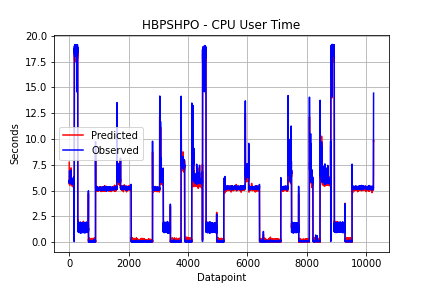 HBPSHPO - CPU User Time
Seconds
20.0
17.5
15.0
12.5
10.0
7.5
5.0
2.5
0.0
Predicted
Observed
0 2000 4000 6000 8000 10000
Datapoint